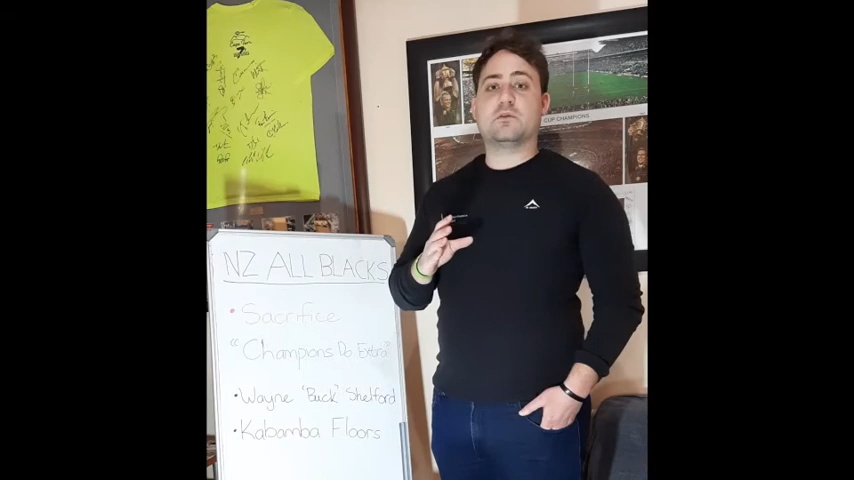 CUP CHAMPIONS
NZ ALL BLACKS
• Sacrifice
"Champions Do Extra"
• Wayne "Buck" Shelford
• Kabamba Floors